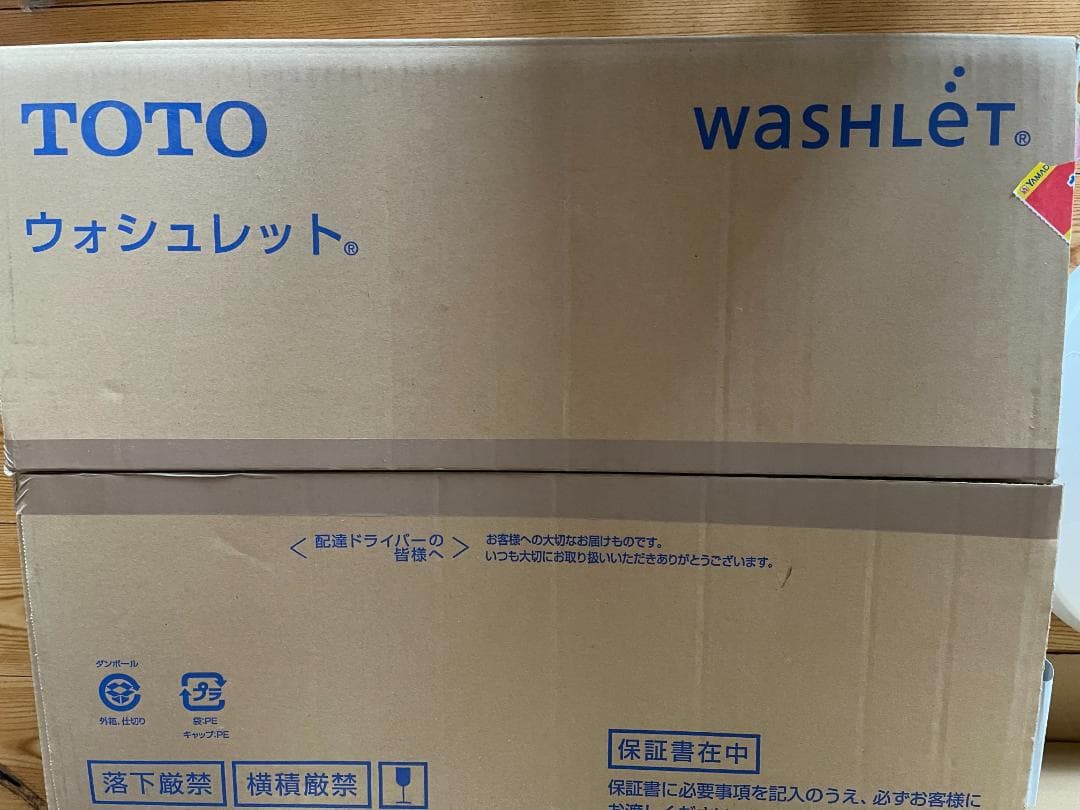 TOTO
WASHLET®
YAMAD
ウォシュレット®
〈 配達ドライバーの
皆様へ 〉
お客様への大切なお届けものです。
いつも大切にお取り扱いいただきありがとうございます。
ダンボール
外箱、仕切り
プラ
袋:PE
キャップ:PE
落下厳禁
横積厳禁
保証書在中
保証書に必要事項を記入のうえ、必ずお客様に